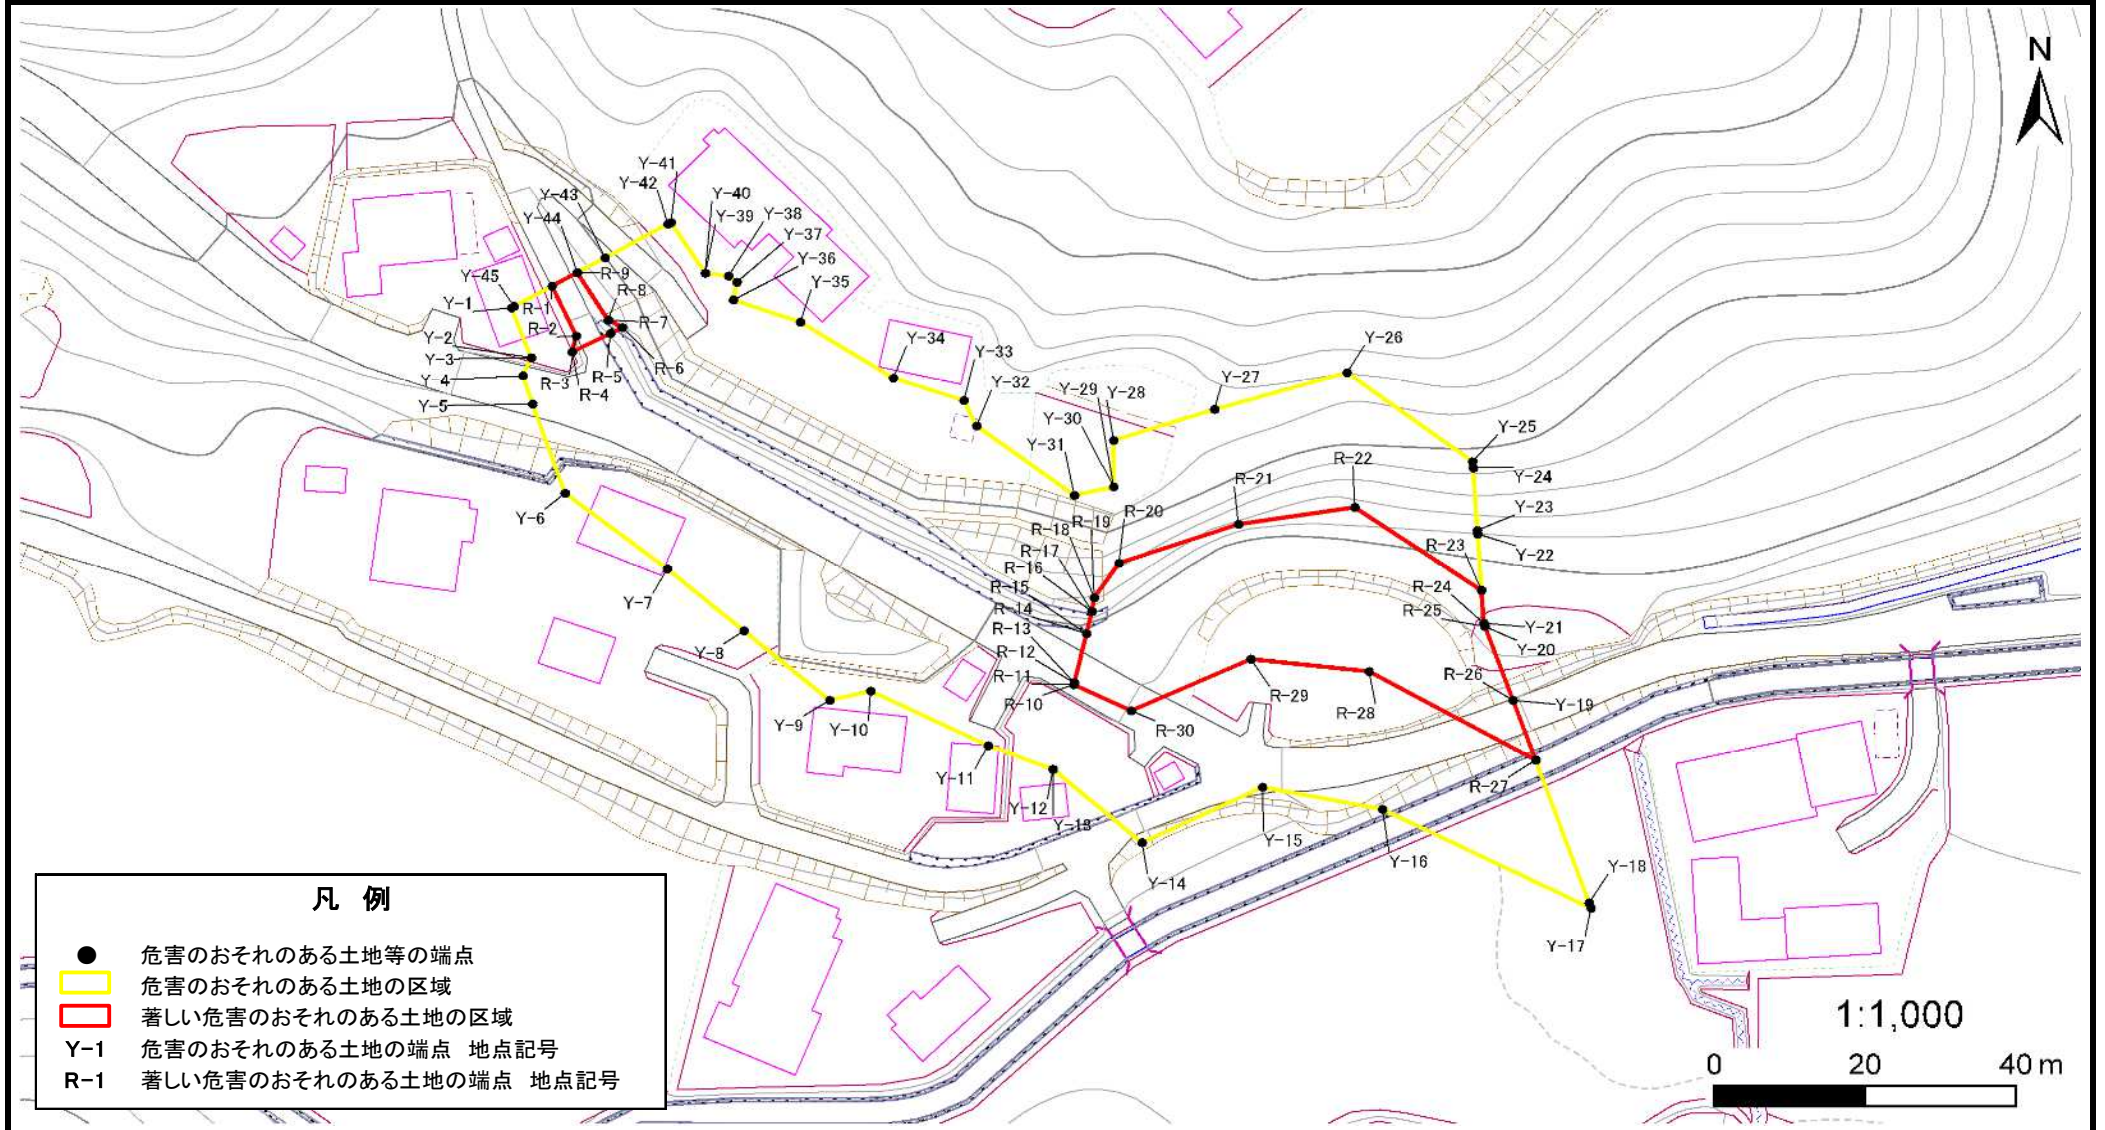 N
Y-41
Y-42
Y-43
Y-40
Y-39
Y-38
Y-44
Y-37
Y-36
Y-45
R-9
Y-35
Y-1
R-1
R-8
R-2
R-7
Y-2
Y-3
Y-4
R-3
R-5
R-6
R-4
Y-5
Y-34
Y-33
Y-32
Y-26
Y-27
Y-29
Y-28
Y-30
Y-31
Y-25
Y-24
R-22
R-21
R-20
R-19
R-18
Y-23
Y-6
R-17
R-23
Y-22
R-16
R-15
R-24
Y-7
R-14
R-25
Y-21
R-13
Y-20
Y-8
R-12
R-11
R-26
R-10
R-29
Y-19
R-28
Y-9
Y-10
R-30
Y-11
Y-12
R-27
Y-13
Y-15
Y-14
Y-16
Y-18
Y-17
凡 例
危害のおそれのある土地等の端点
危害のおそれのある土地の区域
著しい危害のおそれのある土地の区域
Y-1 危害のおそれのある土地の端点 地点記号
R-1 著しい危害のおそれのある土地の端点 地点記号
1:1,000
0 20 40 m